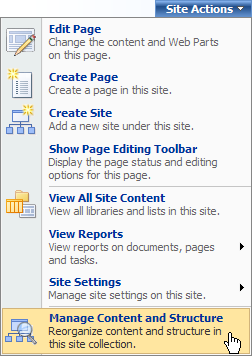 Site Actions
Edit Page
Change the content and Web Parts
on this page.
Create Page
Create a page in this site.
Create Site
Add a new site under this site.
Show Page Editing Toolbar
Display the page status and editing
options for this page.
View All Site Content
View all libraries and lists in this site.
View Reports
View reports on documents, pages
and tasks.
Site Settings
Manage site settings on this site.
Manage Content and Structure
Reorganize content and structure in
this site collection.